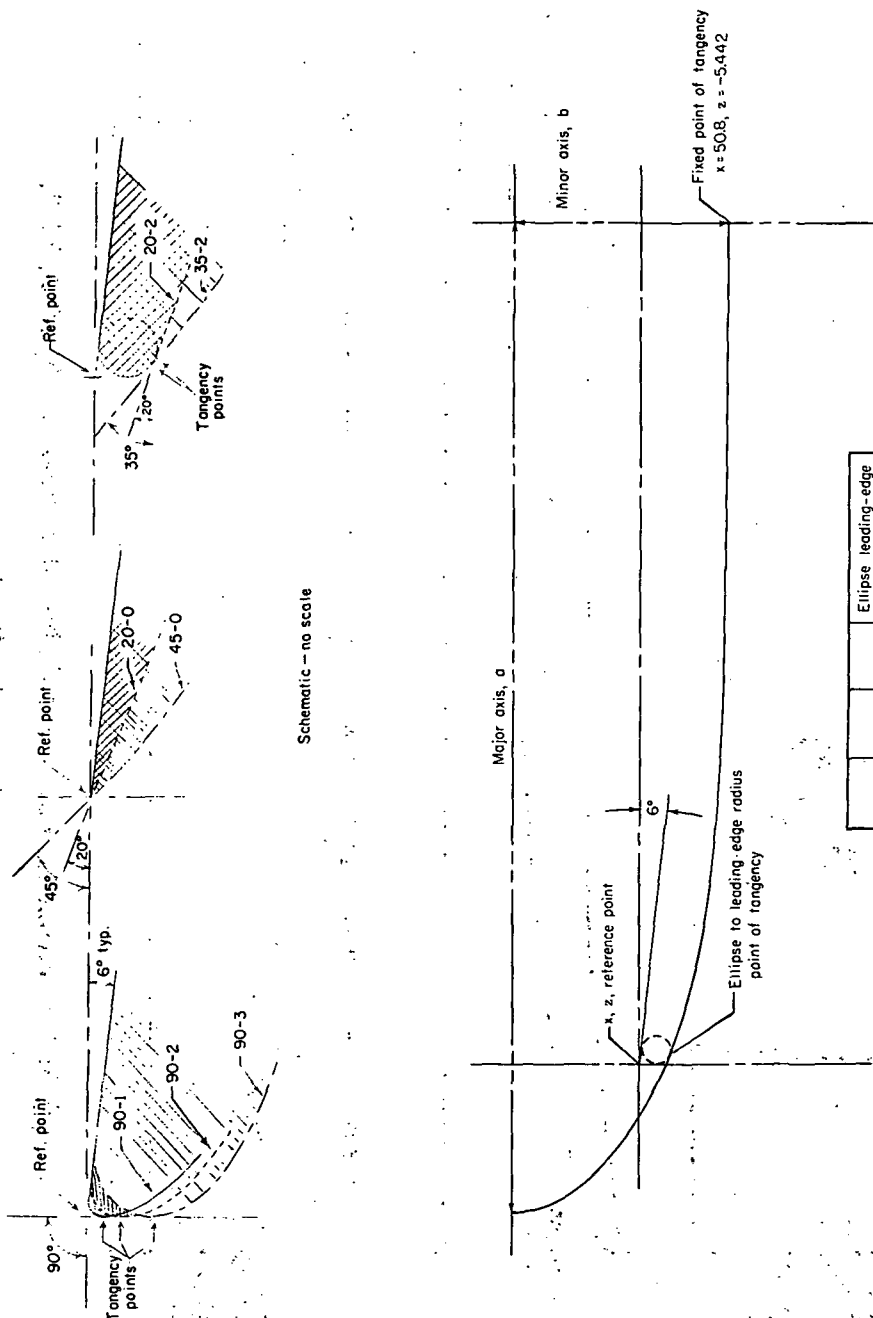 90°
Ref. point
Tangency
points
6° typ.
90-1
90-2
90-3
45°
20°
Ref. point
20-0
45-0
Ref. point
35°
20°
Tangency
points
20-2
35-2
Schematic – no scale
Major axis, a
Minor axis, b
x, z, reference point
6°
Ellipse to leading-edge radius
point of tangency
Fixed point of tangency
x = 50.8, z = -5.442
Ellipse leading-edge